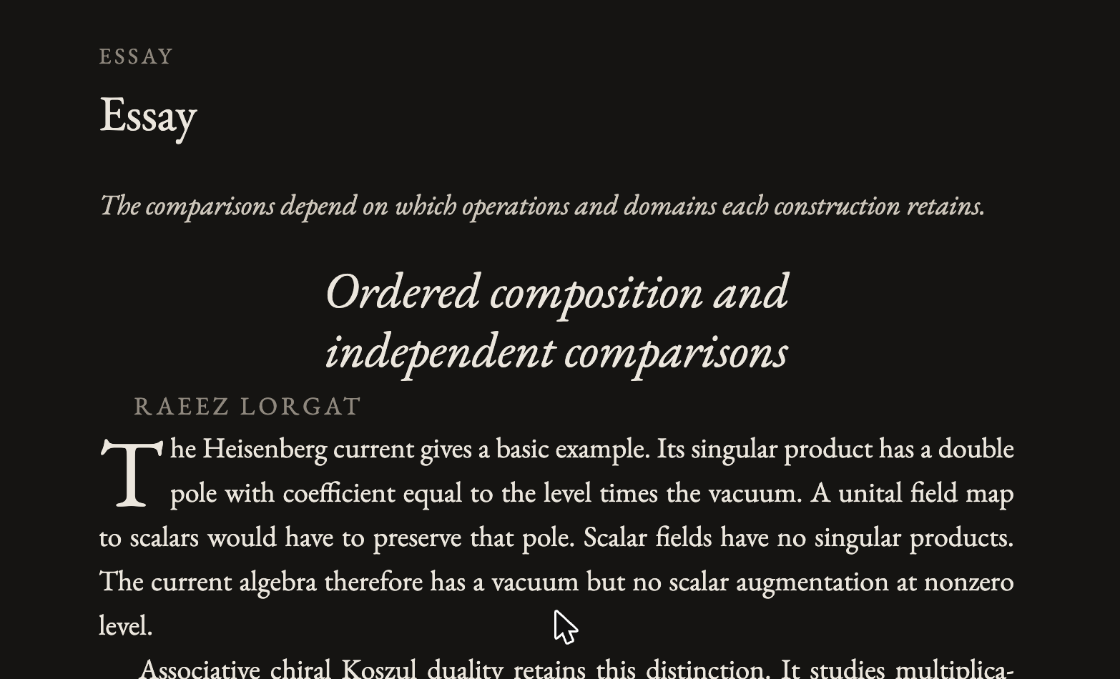 ESSAY
Essay
The comparisons depend on which operations and domains each construction retains.
Ordered composition and
independent comparisons
RAEEZ LORGAT
The Heisenberg current gives a basic example. Its singular product has a double
pole with coefficient equal to the level times the vacuum. A unital field map
to scalars would have to preserve that pole. Scalar fields have no singular products.
The current algebra therefore has a vacuum but no scalar augmentation at nonzero
level.
Associative chiral Koszul duality retains this distinction. It studies multiplica-